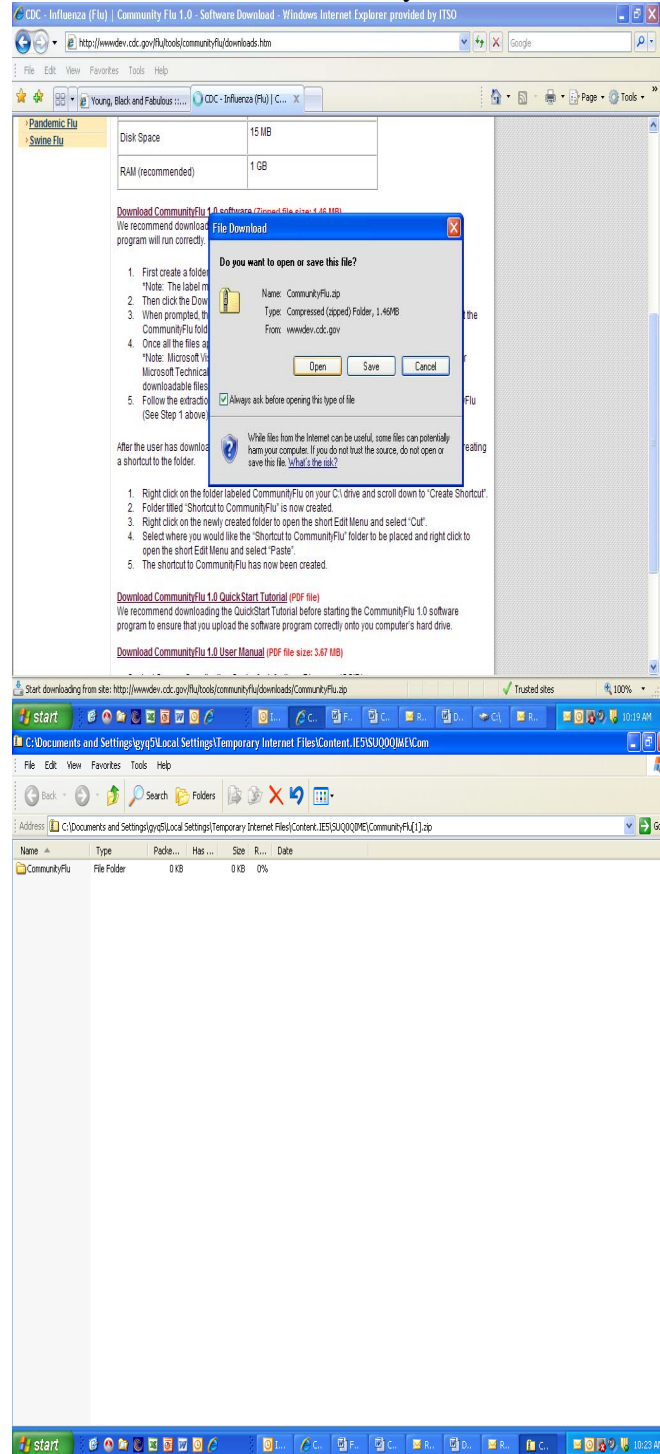 CDC - Influenza (Flu) | Community Flu 1.0 - Software Download - Windows Internet Explorer provided by ITSO
http://wwwdev.cdc.gov/flu/tools/communityflu/downloads.htm
Google
File Edit View Favorites Tools Help
Young, Black and Fabulous ::...
CDC - Influenza (Flu) | C... X
Page
Tools
Pandemic Flu
Swine Flu
Disk Space
15 MB
RAM (recommended)
1 GB
Download CommunityFlu 1.0 software (Zipped file size: 1.46 MB)
We recommend download
program will run correctly.
1. First create a folder
*Note: The label m
2. Then click the Dow
3. When prompted, th
the
CommunityFlu fold
4. Once all the files a
*Note: Microsoft Vis
Microsoft Technical
downloadable files
5. Follow the extractio
Flu
(See Step 1 above)
File Download
Do you want to open or save this file?
Name: CommunityFlu.zip
Type: Compressed (zipped) Folder, 1.46MB
From: wwwdev.cdc.gov
Open Save Cancel
Always ask before opening this type of file
While files from the Internet can be useful, some files can potentially
harm your computer. If you do not trust the source, do not open or
save this file. What's the risk?
After the user has downloa
eating
a shortcut to the folder.
1. Right click on the folder labeled CommunityFlu on your C:\ drive and scroll down to "Create Shortcut".
2. Folder titled "Shortcut to CommunityFlu" is now created.
3. Right click on the newly created folder to open the short Edit Menu and select "Cut".
4. Select where you would like the "Shortcut to CommunityFlu" folder to be placed and right click to
open the short Edit Menu and select "Paste".
5. The shortcut to CommunityFlu has now been created.
Download CommunityFlu 1.0 QuickStart Tutorial (PDF file)
We recommend downloading the QuickStart Tutorial before starting the CommunityFlu 1.0 software
program to ensure that you upload the software program correctly onto you computer's hard drive.
Download CommunityFlu 1.0 User Manual (PDF file size: 3.67 MB)
Start downloading from site: http://wwwdev.cdc.gov/flu/tools/communityflu/downloads/CommunityFlu.zip
Trusted sites
100%
start
I... C... F... C... R... D... C:\ R...
10:19 AM
C:\Documents and Settings\gyq5\Local Settings\Temporary Internet Files\Content.IE5\SUQ0QIME\Com
File Edit View Favorites Tools Help
Back Search Folders
Address C:\Documents and Settings\gyq5\Local Settings\Temporary Internet Files\Content.IE5\SUQ0QIME\CommunityFlu[1].zip
Go
Name Type Packe... Has ... Size R... Date
CommunityFlu File Folder 0 KB 0 KB 0%
start
I... C... F... C... R... D... R... C...
10:23 AM